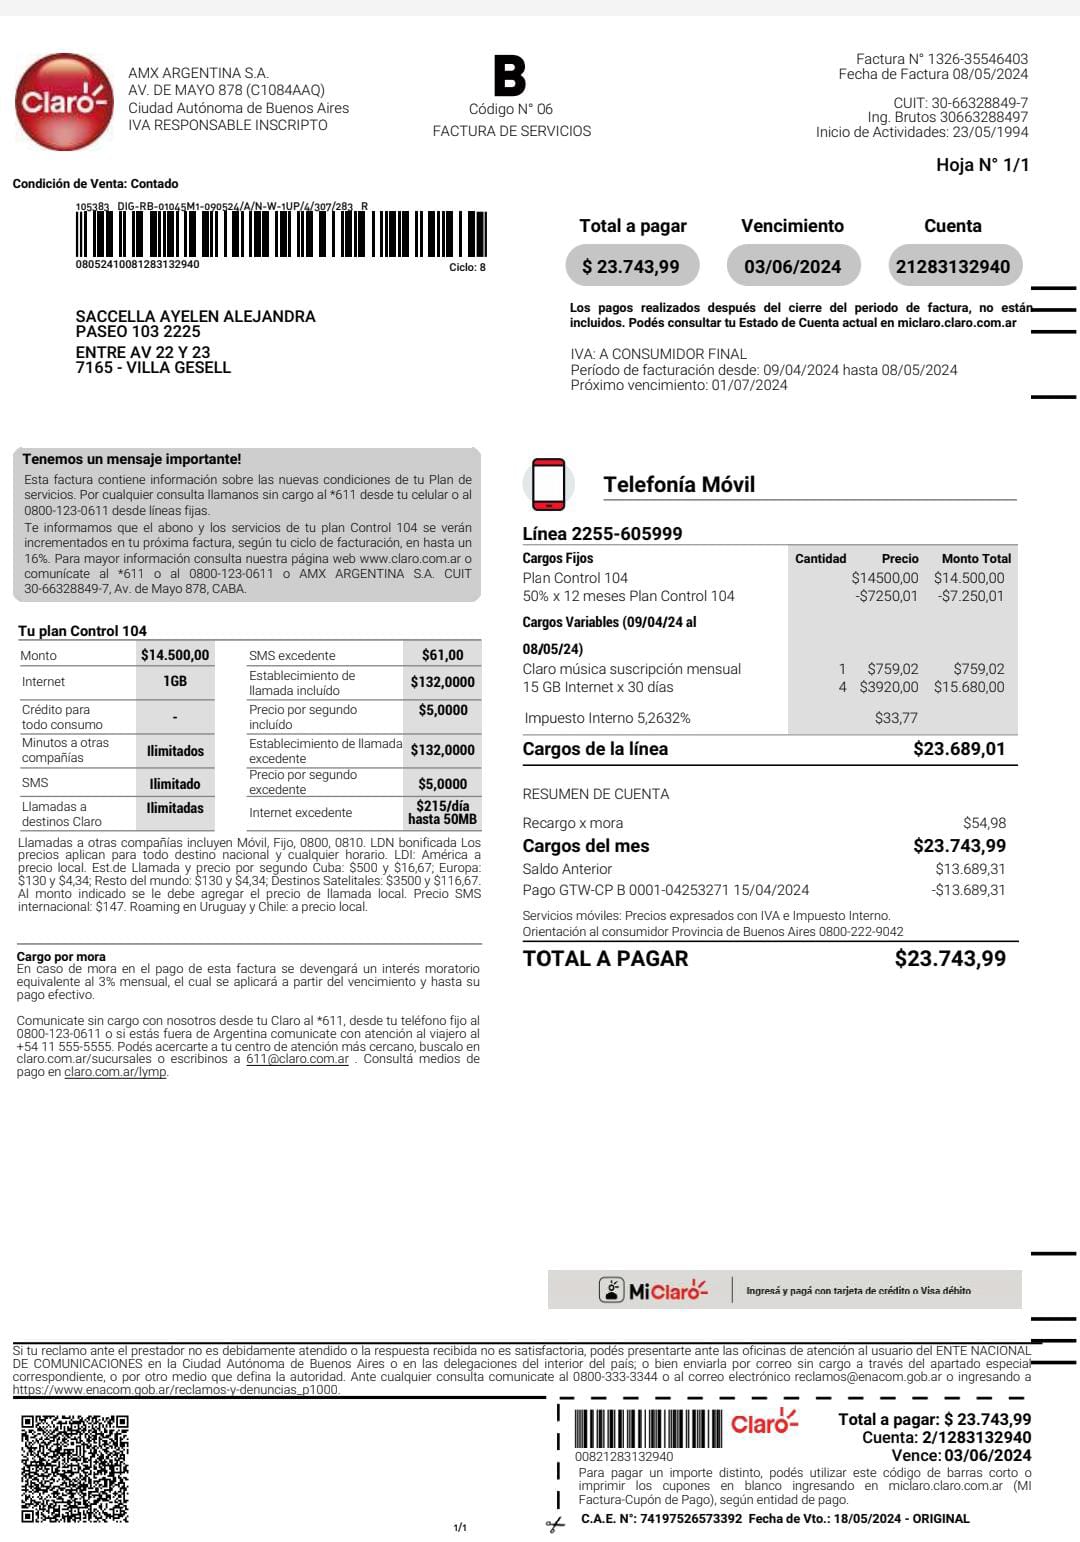 Claro-
AMX ARGENTINA S.A.
AV. DE MAYO 878 (C1084AAQ)
Ciudad Autónoma de Buenos Aires
IVA RESPONSABLE INSCRIPTO
B
Código N° 06
FACTURA DE SERVICIOS
Factura N° 1326-35546403
Fecha de Factura 08/05/2024
CUIT: 30-66328849-7
Ing. Brutos 30663288497
Inicio de Actividades: 23/05/1994
Hoja N° 1/1
Condición de Venta: Contado
105383 DIG-RB-01045M1-090524/A/N-W-1UP/4/307/283 R
08052410081283132940
Ciclo: 8
Total a pagar Vencimiento Cuenta
$ 23.743,99 03/06/2024 21283132940
Los pagos realizados después del cierre del periodo de factura, no están
incluidos. Podés consultar tu Estado de Cuenta actual en miclaro.claro.com.ar
SACCELLA AYELEN ALEJANDRA
PASEO 103 2225
ENTRE AV 22 Y 23
7165 - VILLA GESELL
IVA: A CONSUMIDOR FINAL
Período de facturación desde: 09/04/2024 hasta 08/05/2024
Próximo vencimiento: 01/07/2024
Tenemos un mensaje importante!
Esta factura contiene información sobre las nuevas condiciones de tu Plan de
servicios. Por cualquier consulta llamanos sin cargo al *611 desde tu celular o al
0800-123-0611 desde líneas fijas.
Te informamos que el abono y los servicios de tu plan Control 104 se verán
incrementados en tu próxima factura, según tu ciclo de facturación, en hasta un
16%. Para mayor información consulta nuestra página web www.claro.com.ar o
comunícate al *611 o al 0800-123-0611 o AMX ARGENTINA S.A. CUIT
30-66328849-7, Av. de Mayo 878, CABA.
Tu plan Control 104
Monto $14.500,00
Internet 1GB
Crédito para
todo consumo -
Minutos a otras
compañías Ilimitados
SMS Ilimitado
Llamadas a
destinos Claro Ilimitadas
SMS excedente $61,00
Establecimiento de
llamada incluído $132,0000
Precio por segundo
incluído $5,0000
Establecimiento de llamada
excedente $132,0000
Precio por segundo
excedente $5,0000
Internet excedente $215/día
hasta 50MB
Llamadas a otras compañías incluyen Móvil, Fijo, 0800, 0810. LDN bonificada Los
precios aplican para todo destino nacional y cualquier horario. LDI: América a
precio local. Est.de Llamada y precio por segundo Cuba: $500 y $16,67; Europa:
$130 y $4,34; Resto del mundo: $130 y $4,34; Destinos Satelitales: $3500 y $116,67.
Al monto indicado se le debe agregar el precio de llamada local. Precio SMS
internacional: $147. Roaming en Uruguay y Chile: a precio local.
Cargo por mora
En caso de mora en el pago de esta factura se devengará un interés moratorio
equivalente al 3% mensual, el cual se aplicará a partir del vencimiento y hasta su
pago efectivo.
Comunicate sin cargo con nosotros desde tu Claro al *611, desde tu teléfono fijo al
0800-123-0611 o si estás fuera de Argentina comunicate con atención al viajero al
+54 11 555-5555. Podés acercarte a tu centro de atención más cercano, buscalo en
claro.com.ar/sucursales o escribinos a 611@claro.com.ar . Consultá medios de
pago en claro.com.ar/lymp.
Telefonía Móvil
Línea 2255-605999
Cargos Fijos Cantidad Precio Monto Total
Plan Control 104 $14500,00 $14.500,00
50% x 12 meses Plan Control 104 -$7250,01 -$7.250,01
Cargos Variables (09/04/24 al
08/05/24)
Claro música suscripción mensual 1 $759,02 $759,02
15 GB Internet x 30 días 4 $3920,00 $15.680,00
Impuesto Interno 5,2632% $33,77
Cargos de la línea $23.689,01
RESUMEN DE CUENTA
Recargo x mora $54,98
Cargos del mes $23.743,99
Saldo Anterior $13.689,31
Pago GTW-CP B 0001-04253271 15/04/2024 -$13.689,31
Servicios móviles: Precios expresados con IVA e Impuesto Interno.
Orientación al consumidor Provincia de Buenos Aires 0800-222-9042
TOTAL A PAGAR $23.743,99
MiClaro- Ingresá y pagá con tarjeta de crédito o Visa débito
Si tu reclamo ante el prestador no es debidamente atendido o la respuesta recibida no es satisfactoria, podés presentarte ante las oficinas de atención al usuario del ENTE NACIONAL
DE COMUNICACIONES en la Ciudad Autónoma de Buenos Aires o en las delegaciones del interior del país; o bien enviarla por correo sin cargo a través del apartado especial
correspondiente, o por otro medio que defina la autoridad. Ante cualquier consulta comunicate al 0800-333-3344 o al correo electrónico reclamos@enacom.gob.ar o ingresando a
https://www.enacom.gob.ar/reclamos-y-denuncias_p1000.
Claro-
00821283132940
Total a pagar: $ 23.743,99
Cuenta: 2/1283132940
Vence: 03/06/2024
Para pagar un importe distinto, podés utilizar este código de barras corto o
imprimir los cupones en blanco ingresando en miclaro.claro.com.ar (MI
Factura-Cupón de Pago), según entidad de pago.
C.A.E. N°: 74197526573392 Fecha de Vto.: 18/05/2024 - ORIGINAL
1/1